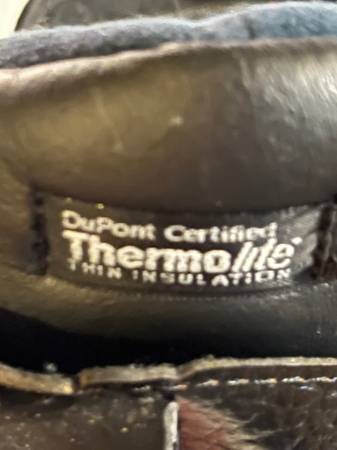 DuPont Certified
Thermolite
THIN INSULATION